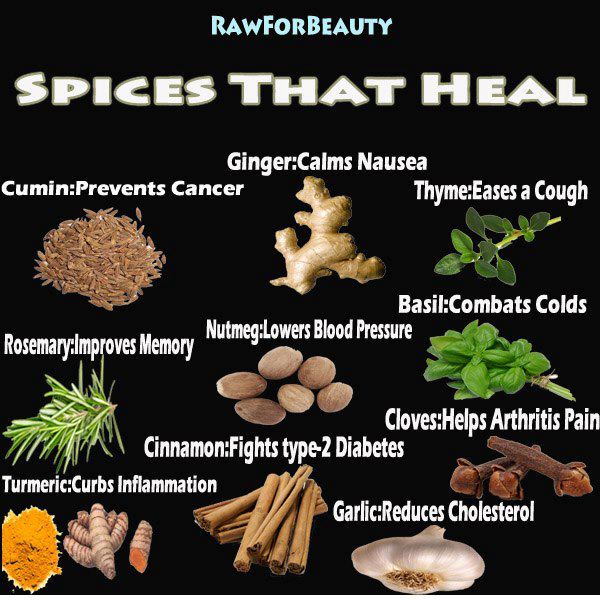 RawForBeauty
Spices That Heal
Ginger:Calms Nausea
Cumin:Prevents Cancer
Thyme:Eases a Cough
Basil:Combats Colds
Nutmeg:Lowers Blood Pressure
Rosemary:Improves Memory
Cloves:Helps Arthritis Pain
Cinnamon:Fights type-2 Diabetes
Turmeric:Curbs Inflammation
Garlic:Reduces Cholesterol